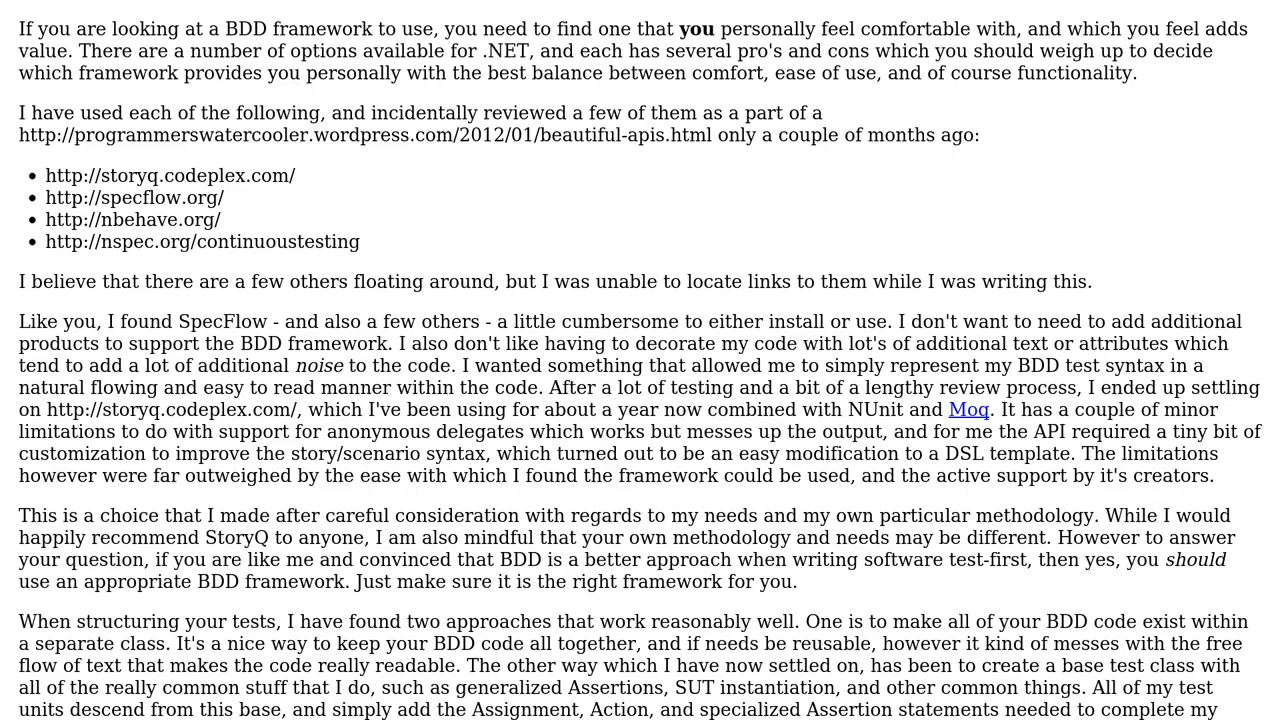 If you are looking at a BDD framework to use, you need to find one that you personally feel comfortable with, and which you feel adds
value. There are a number of options available for .NET, and each has several pro's and cons which you should weigh up to decide
which framework provides you personally with the best balance between comfort, ease of use, and of course functionality.
I have used each of the following, and incidentally reviewed a few of them as a part of a
http://programmerswatercooler.wordpress.com/2012/01/beautiful-apis.html only a couple of months ago:
• http://storyq.codeplex.com/
• http://specflow.org/
• http://nbehave.org/
• http://nspec.org/continuoustesting
I believe that there are a few others floating around, but I was unable to locate links to them while I was writing this.
Like you, I found SpecFlow - and also a few others - a little cumbersome to either install or use. I don't want to need to add additional
products to support the BDD framework. I also don't like having to decorate my code with lot's of additional text or attributes which
tend to add a lot of additional noise to the code. I wanted something that allowed me to simply represent my BDD test syntax in a
natural flowing and easy to read manner within the code. After a lot of testing and a bit of a lengthy review process, I ended up settling
on http://storyq.codeplex.com/, which I've been using for about a year now combined with NUnit and Moq. It has a couple of minor
limitations to do with support for anonymous delegates which works but messes up the output, and for me the API required a tiny bit of
customization to improve the story/scenario syntax, which turned out to be an easy modification to a DSL template. The limitations
however were far outweighed by the ease with which I found the framework could be used, and the active support by it's creators.
This is a choice that I made after careful consideration with regards to my needs and my own particular methodology. While I would
happily recommend StoryQ to anyone, I am also mindful that your own methodology and needs may be different. However to answer
your question, if you are like me and convinced that BDD is a better approach when writing software test-first, then yes, you should
use an appropriate BDD framework. Just make sure it is the right framework for you.
When structuring your tests, I have found two approaches that work reasonably well. One is to make all of your BDD code exist within
a separate class. It's a nice way to keep your BDD code all together, and if needs be reusable, however it kind of messes with the free
flow of text that makes the code really readable. The other way which I have now settled on, has been to create a base test class with
all of the really common stuff that I do, such as generalized Assertions, SUT instantiation, and other common things. All of my test
units descend from this base, and simply add the Assignment, Action, and specialized Assertion statements needed to complete my